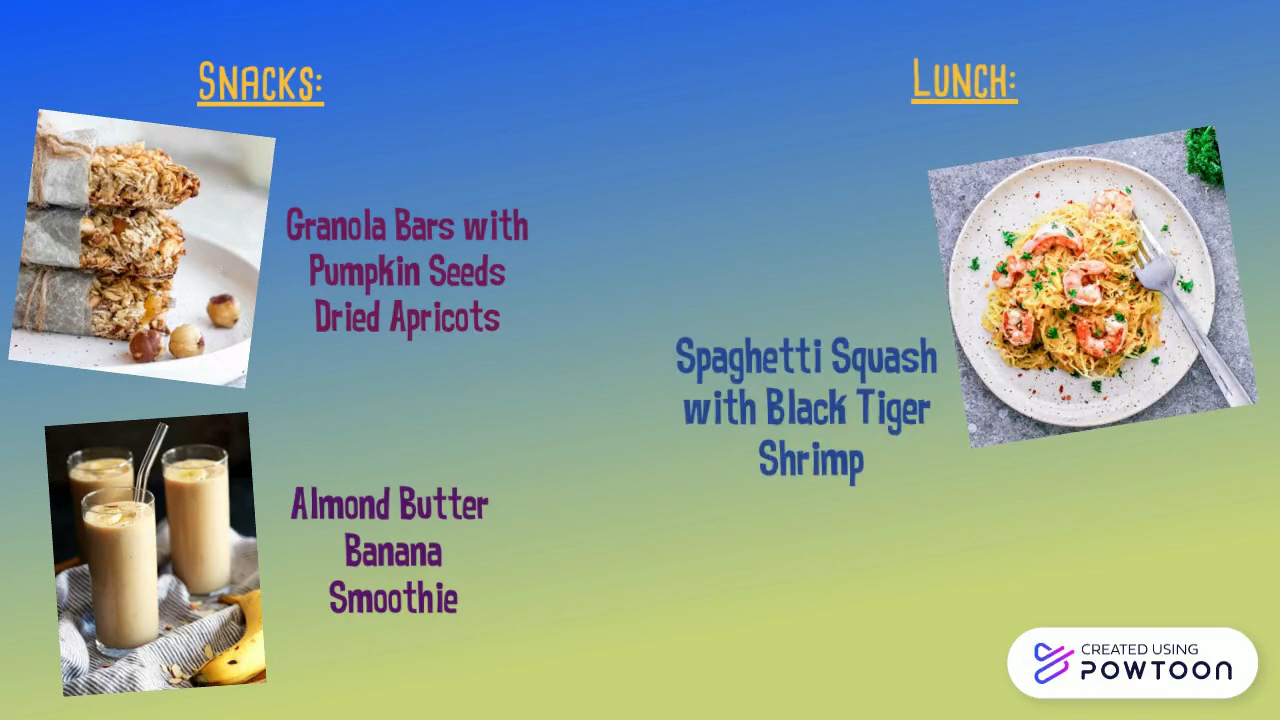 Snacks:
Granola Bars with
Pumpkin Seeds
Dried Apricots
Almond Butter
Banana
Smoothie
Lunch:
Spaghetti Squash
with Black Tiger
Shrimp
CREATED USING
POWTOON